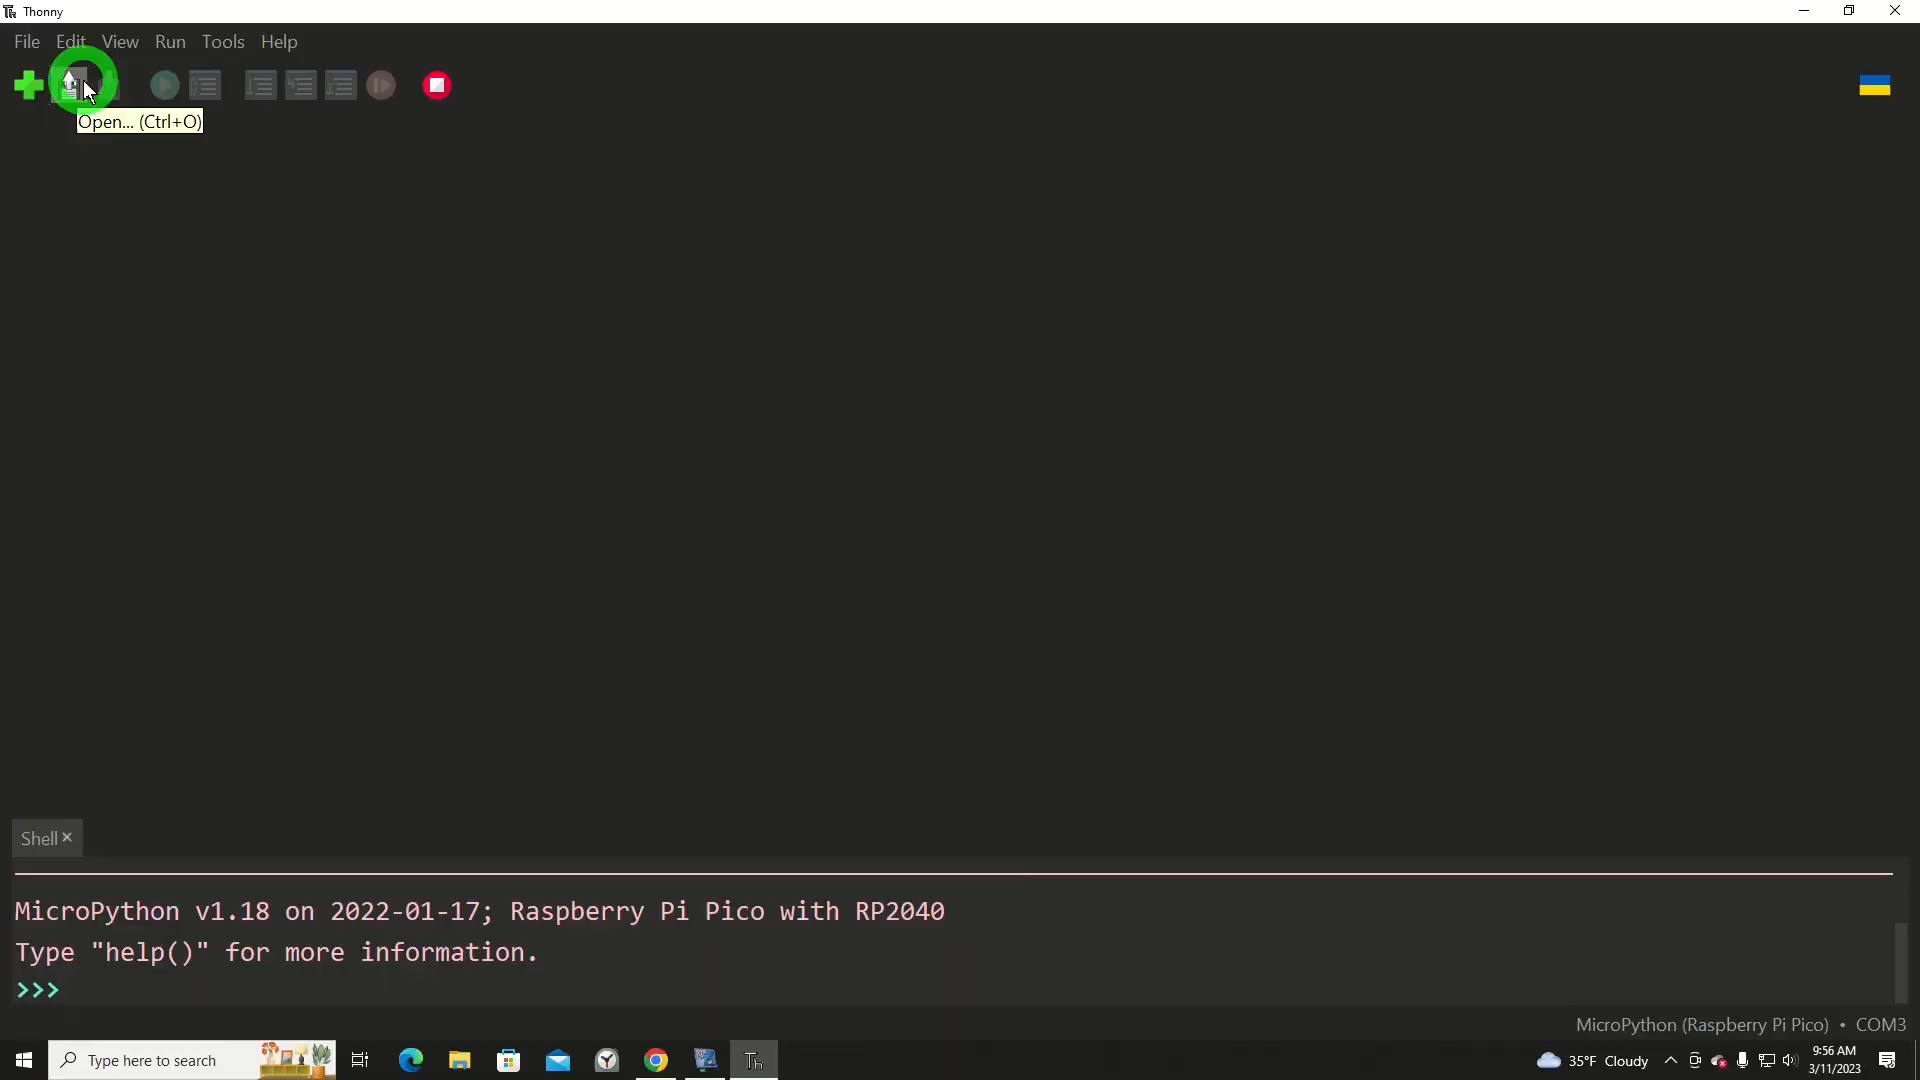 Thonny
File Edit View Run Tools Help
Open... (Ctrl+O)
Shell
MicroPython v1.18 on 2022-01-17; Raspberry Pi Pico with RP2040
Type "help()" for more information.
>>>
MicroPython (Raspberry Pi Pico) • COM3
Type here to search
Th
35°F Cloudy
9:56 AM
3/11/2023